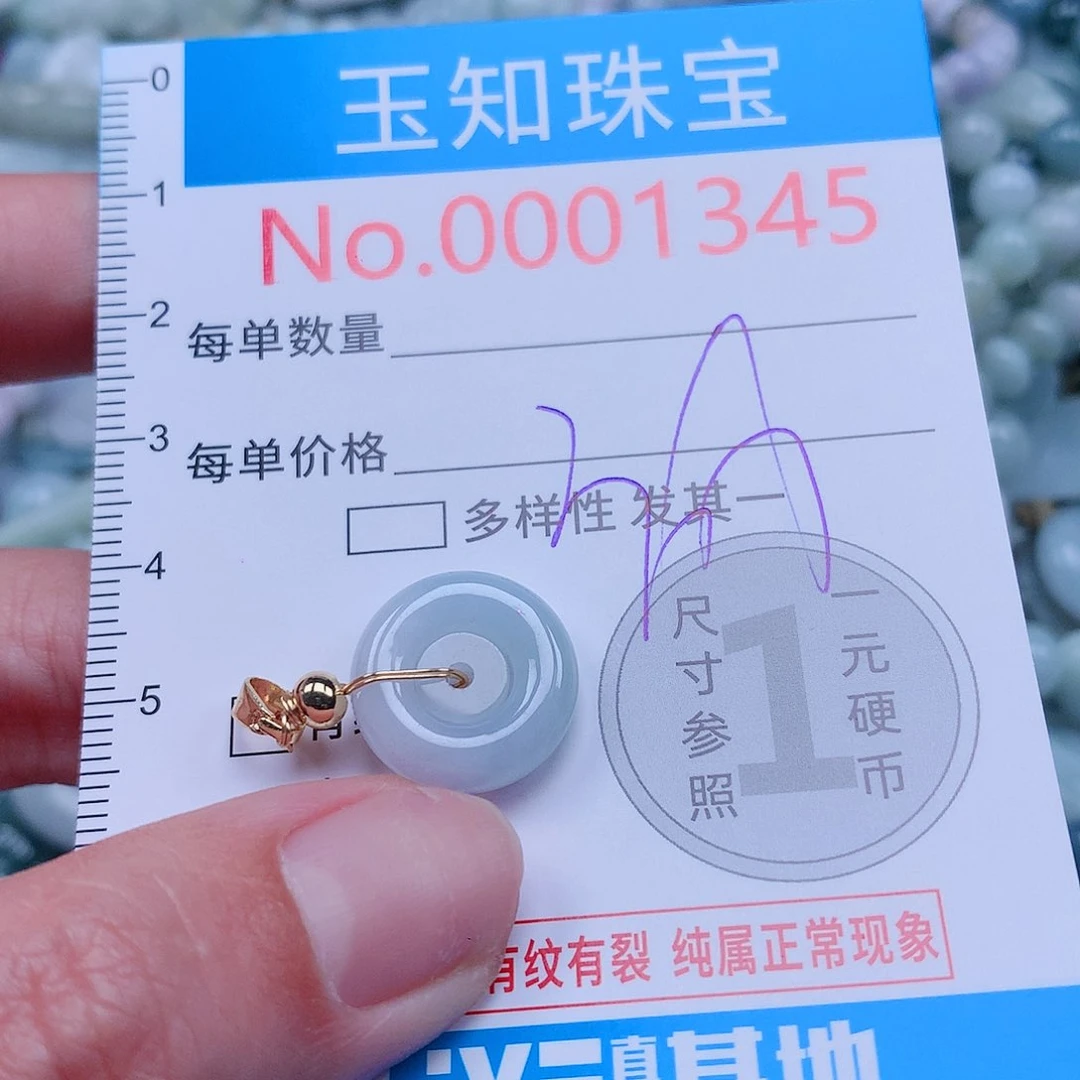 玉知珠宝
No.0001345
0
1
2
3
4
5
每单数量
每单价格
多样性 发其一
尺寸参照
1
一元硬币
有纹有裂 纯属正常现象
基地